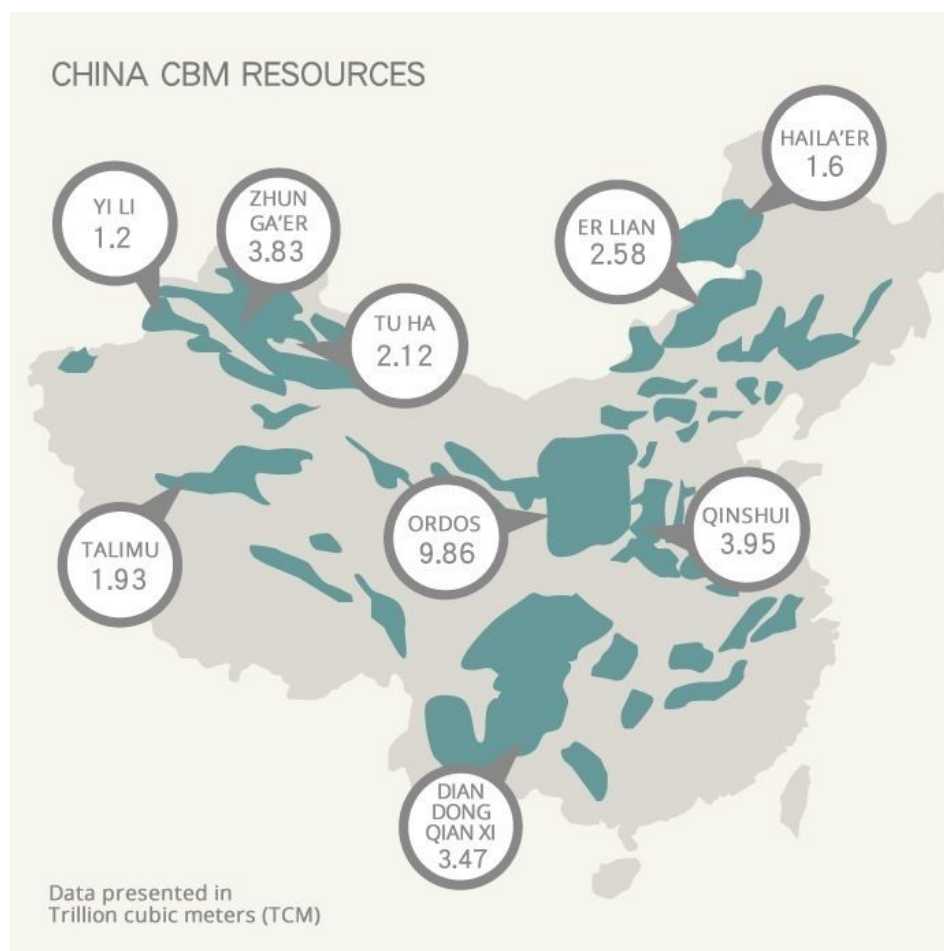 CHINA CBM RESOURCES
HAILA'ER
1.6
YI LI
1.2
ZHUN
GA'ER
3.83
ER LIAN
2.58
TU HA
2.12
TALIMU
1.93
ORDOS
9.86
QINSHUI
3.95
DIAN
DONG
QIAN XI
3.47
Data presented in
Trillion cubic meters (TCM)